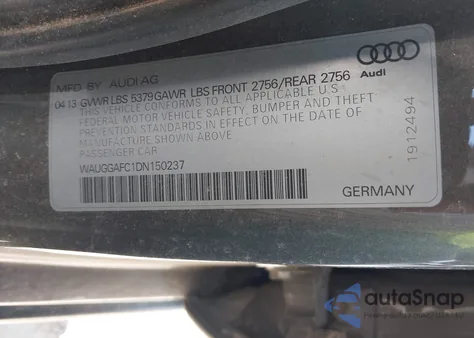 MFD BY AUDI AG
0413 GVWR LBS 5379 GAWR LBS FRONT 2756/REAR 2756
THIS VEHICLE CONFORMS TO ALL APPLICABLE U.S.
FEDERAL MOTOR VEHICLE SAFETY, BUMPER AND THEFT
PREVENTION STANDARDS IN EFFECT ON THE DATE OF
MANUFACTURE SHOWN ABOVE
PASSENGER CAR
WAUGGAFC1DN150237
Audi
1912494
GERMANY
autoSnap